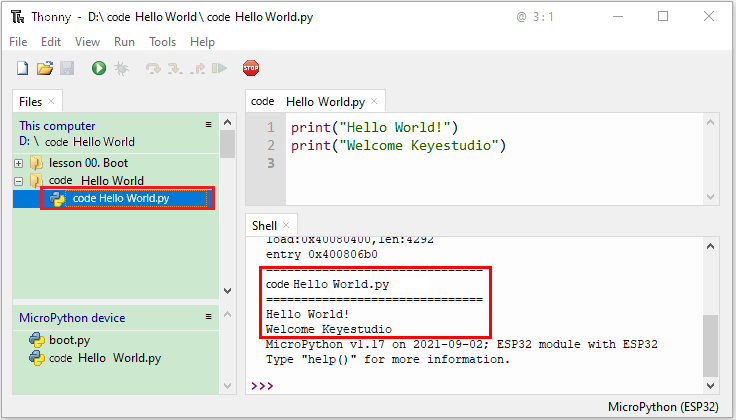 Thonny - D:\ code Hello World \ code Hello World.py @ 3 : 1
File Edit View Run Tools Help
STOP
Files ×
This computer ≡
D: \ code Hello World
lesson 00. Boot
code Hello World
code Hello World.py
MicroPython device ≡
boot.py
code Hello World.py
code Hello World.py ×
1 print("Hello World!")
2 print("Welcome Keyestudio")
3
Shell ×
load:0x40080400,len:4292
entry 0x400806b0
===============================
code Hello World.py
===============================
Hello World!
Welcome Keyestudio
MicroPython v1.17 on 2021-09-02; ESP32 module with ESP32
Type "help()" for more information.
>>>
MicroPython (ESP32)